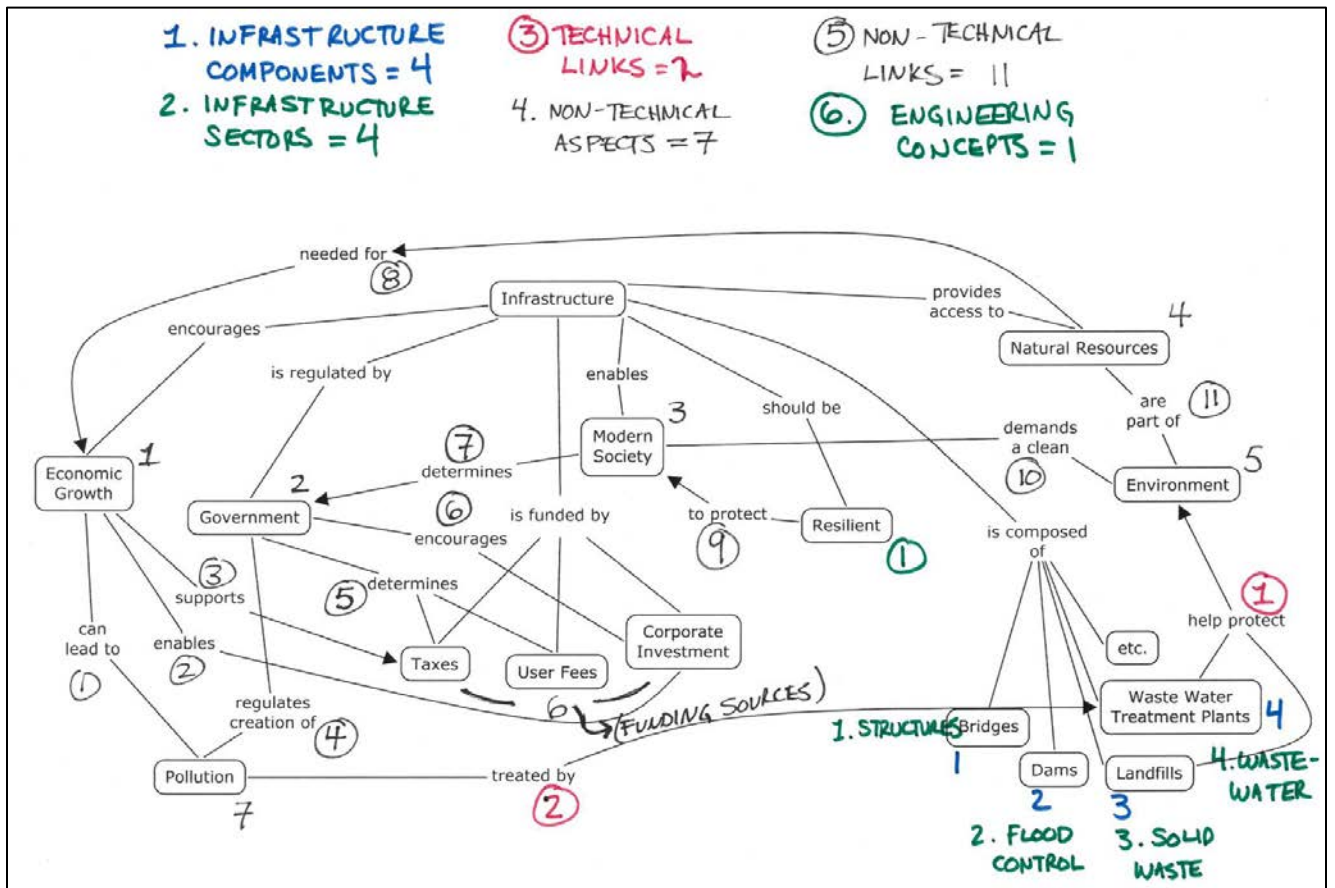 1. INFRASTRUCTURE
COMPONENTS = 4
2. INFRASTRUCTURE
SECTORS = 4
③ TECHNICAL
LINKS = 2
4. NON-TECHNICAL
ASPECTS = 7
⑤ NON-TECHNICAL
LINKS = 11
⑥. ENGINEERING
CONCEPTS = 1
needed for
⑧
Infrastructure
provides
access to
4
Natural Resources
encourages
is regulated by
enables
should be
are
part of
⑪
3
Modern
Society
demands
a clean
⑩
5
Environment
1
Economic
Growth
⑦
determines
2
Government
⑥
encourages
is funded by
to protect
⑨
Resilient
①
is composed
of
③
supports
⑤
determines
can
lead to
①
enables
②
Taxes
User Fees
Corporate
Investment
6
(FUNDING SOURCES)
①
help protect
etc.
regulates
creation of
④
Waste Water
Treatment Plants
4
1. STRUCTURES
Bridges
1
Pollution
7
treated by
②
Dams
2
Landfills
3
4. WASTE-
WATER
2. FLOOD
CONTROL
3. SOLID
WASTE